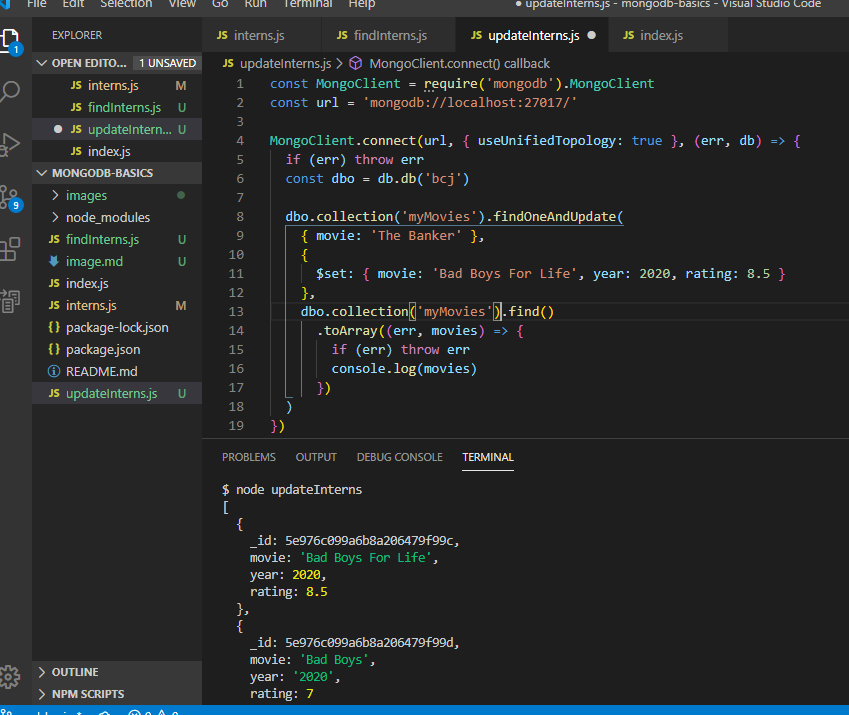 File Edit Selection View Go Run Terminal Help ● updateInterns.js - mongodb-basics - Visual Studio Code
EXPLORER
OPEN EDITO... 1 UNSAVED
JS interns.js M
JS findInterns.js U
● JS updateIntern... U
JS index.js
MONGODB-BASICS
images
node_modules
JS findInterns.js U
image.md U
JS index.js
JS interns.js M
{} package-lock.json
{} package.json
README.md
JS updateInterns.js U
OUTLINE
NPM SCRIPTS
1
9
JS interns.js JS findInterns.js JS updateInterns.js ● JS index.js
JS updateInterns.js > MongoClient.connect() callback
1 const MongoClient = require('mongodb').MongoClient
2 const url = 'mongodb://localhost:27017/'
3
4 MongoClient.connect(url, { useUnifiedTopology: true }, (err, db) => {
5 if (err) throw err
6 const dbo = db.db('bcj')
7
8 dbo.collection('myMovies').findOneAndUpdate(
9 { movie: 'The Banker' },
10 {
11 $set: { movie: 'Bad Boys For Life', year: 2020, rating: 8.5 }
12 },
13 dbo.collection('myMovies').find()
14 .toArray((err, movies) => {
15 if (err) throw err
16 console.log(movies)
17 })
18 )
19 })
PROBLEMS OUTPUT DEBUG CONSOLE TERMINAL
$ node updateInterns
[
{
_id: 5e976c099a6b8a206479f99c,
movie: 'Bad Boys For Life',
year: 2020,
rating: 8.5
},
{
_id: 5e976c099a6b8a206479f99d,
movie: 'Bad Boys',
year: '2020',
rating: 7